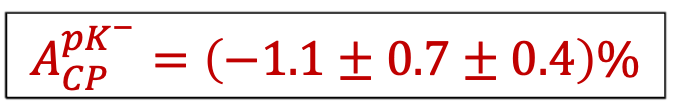 A_{CP}^{pK^-} = (−1.1 ± 0.7 ± 0.4)%